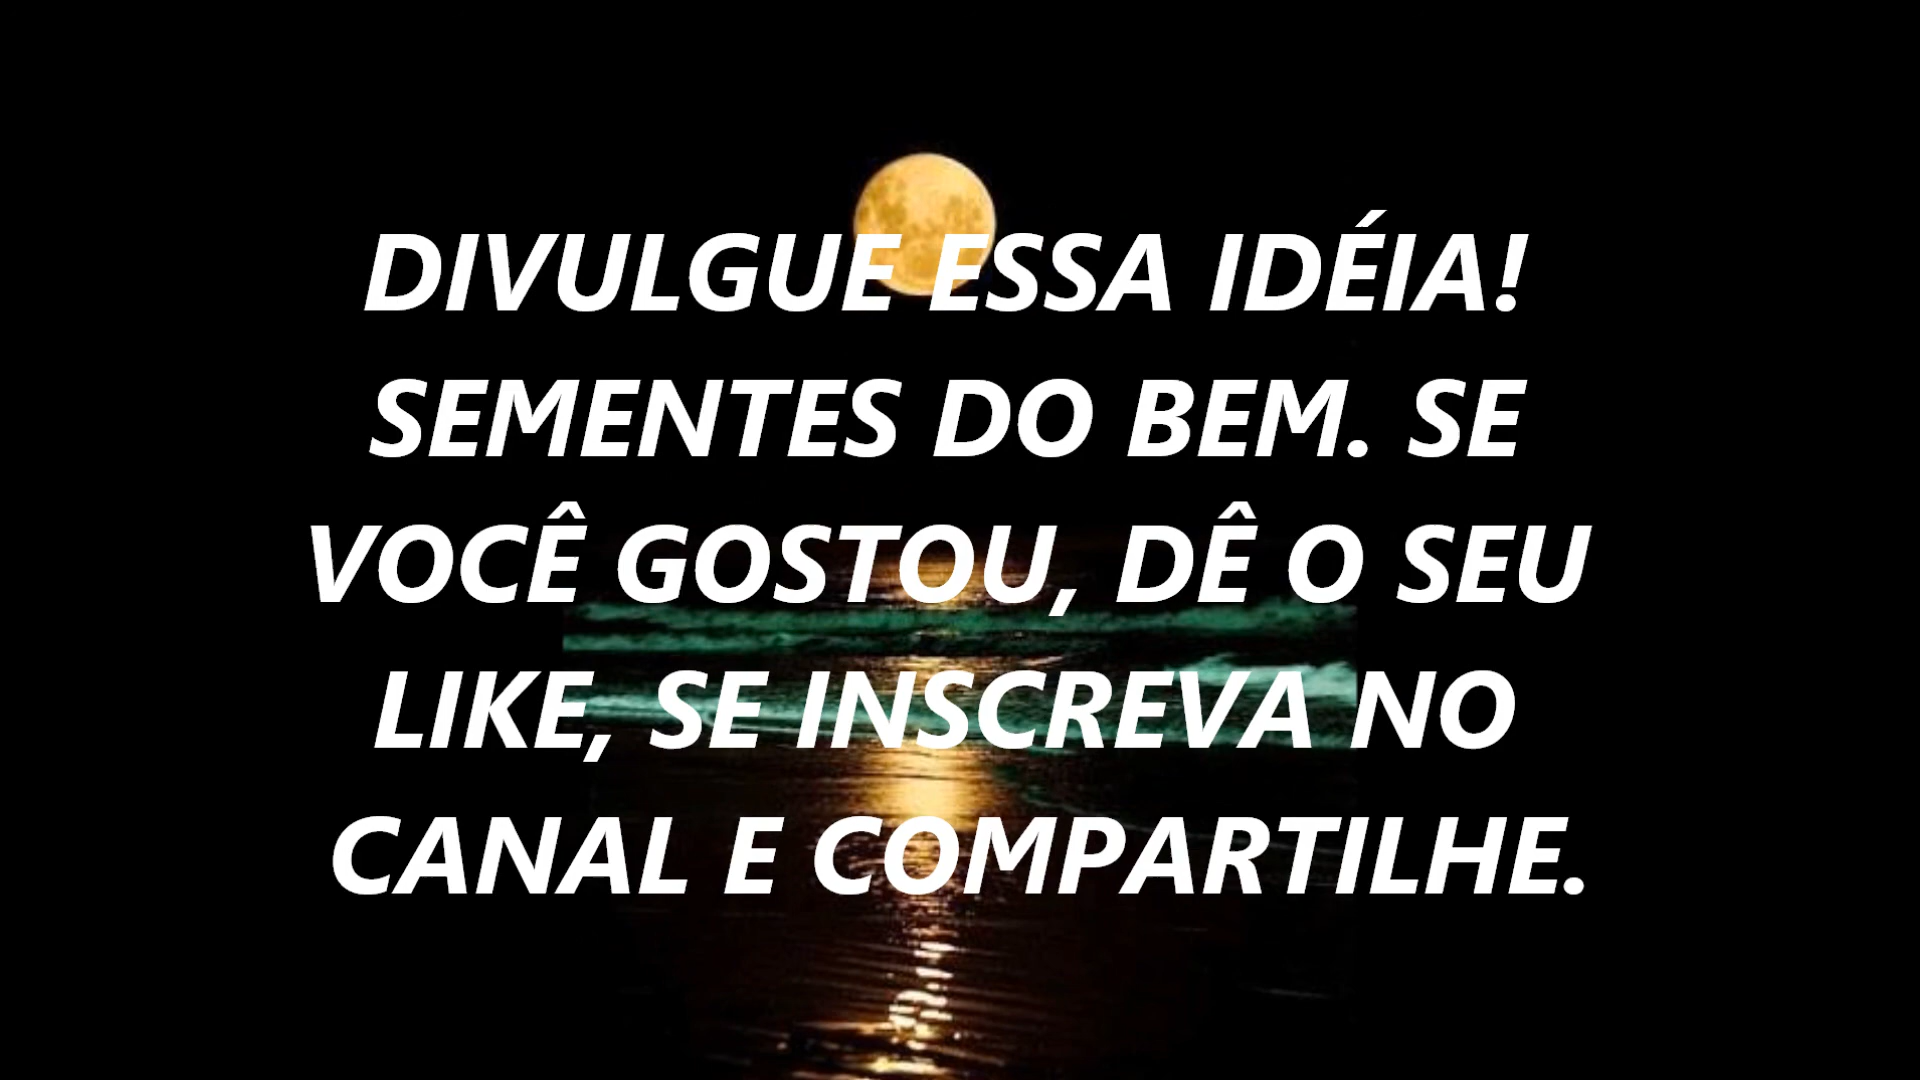 DIVULGUE ESSA IDÉIA!
SEMENTES DO BEM. SE
VOCÊ GOSTOU, DÊ O SEU
LIKE, SE INSCREVA NO
CANAL E COMPARTILHE.